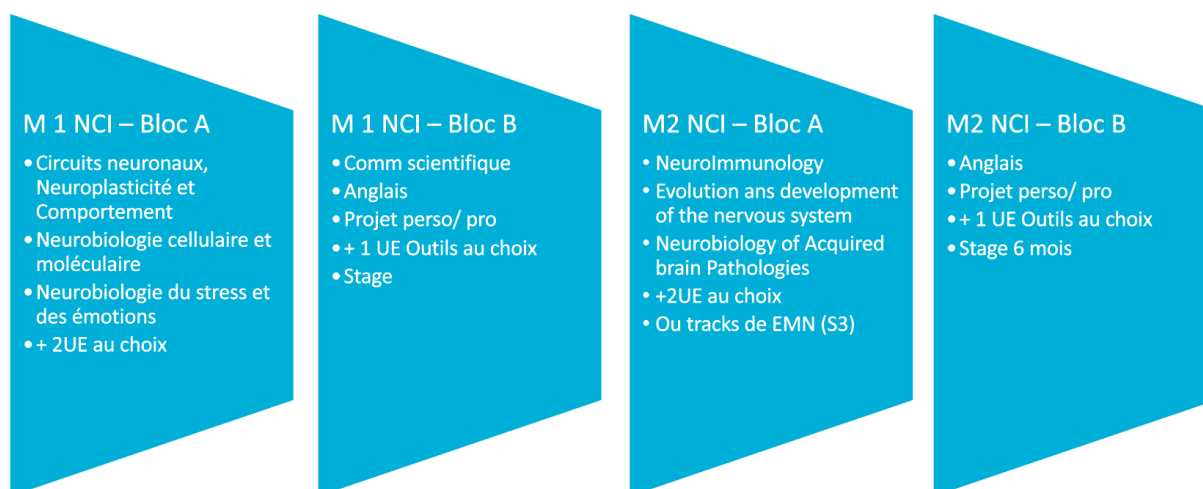 M 1 NCI – Bloc A
•Circuits neuronaux,
Neuroplasticité et
Comportement
•Neurobiologie cellulaire et
moléculaire
•Neurobiologie du stress et
des émotions
•+ 2UE au choix
M 1 NCI – Bloc B
•Comm scientifique
•Anglais
•Projet perso/ pro
•+ 1 UE Outils au choix
•Stage
M2 NCI – Bloc A
• NeuroImmunology
• Evolution ans development
of the nervous system
• Neurobiology of Acquired
brain Pathologies
• +2UE au choix
• Ou tracks de EMN (S3)
M2 NCI – Bloc B
•Anglais
•Projet perso/ pro
•+ 1 UE Outils au choix
•Stage 6 mois